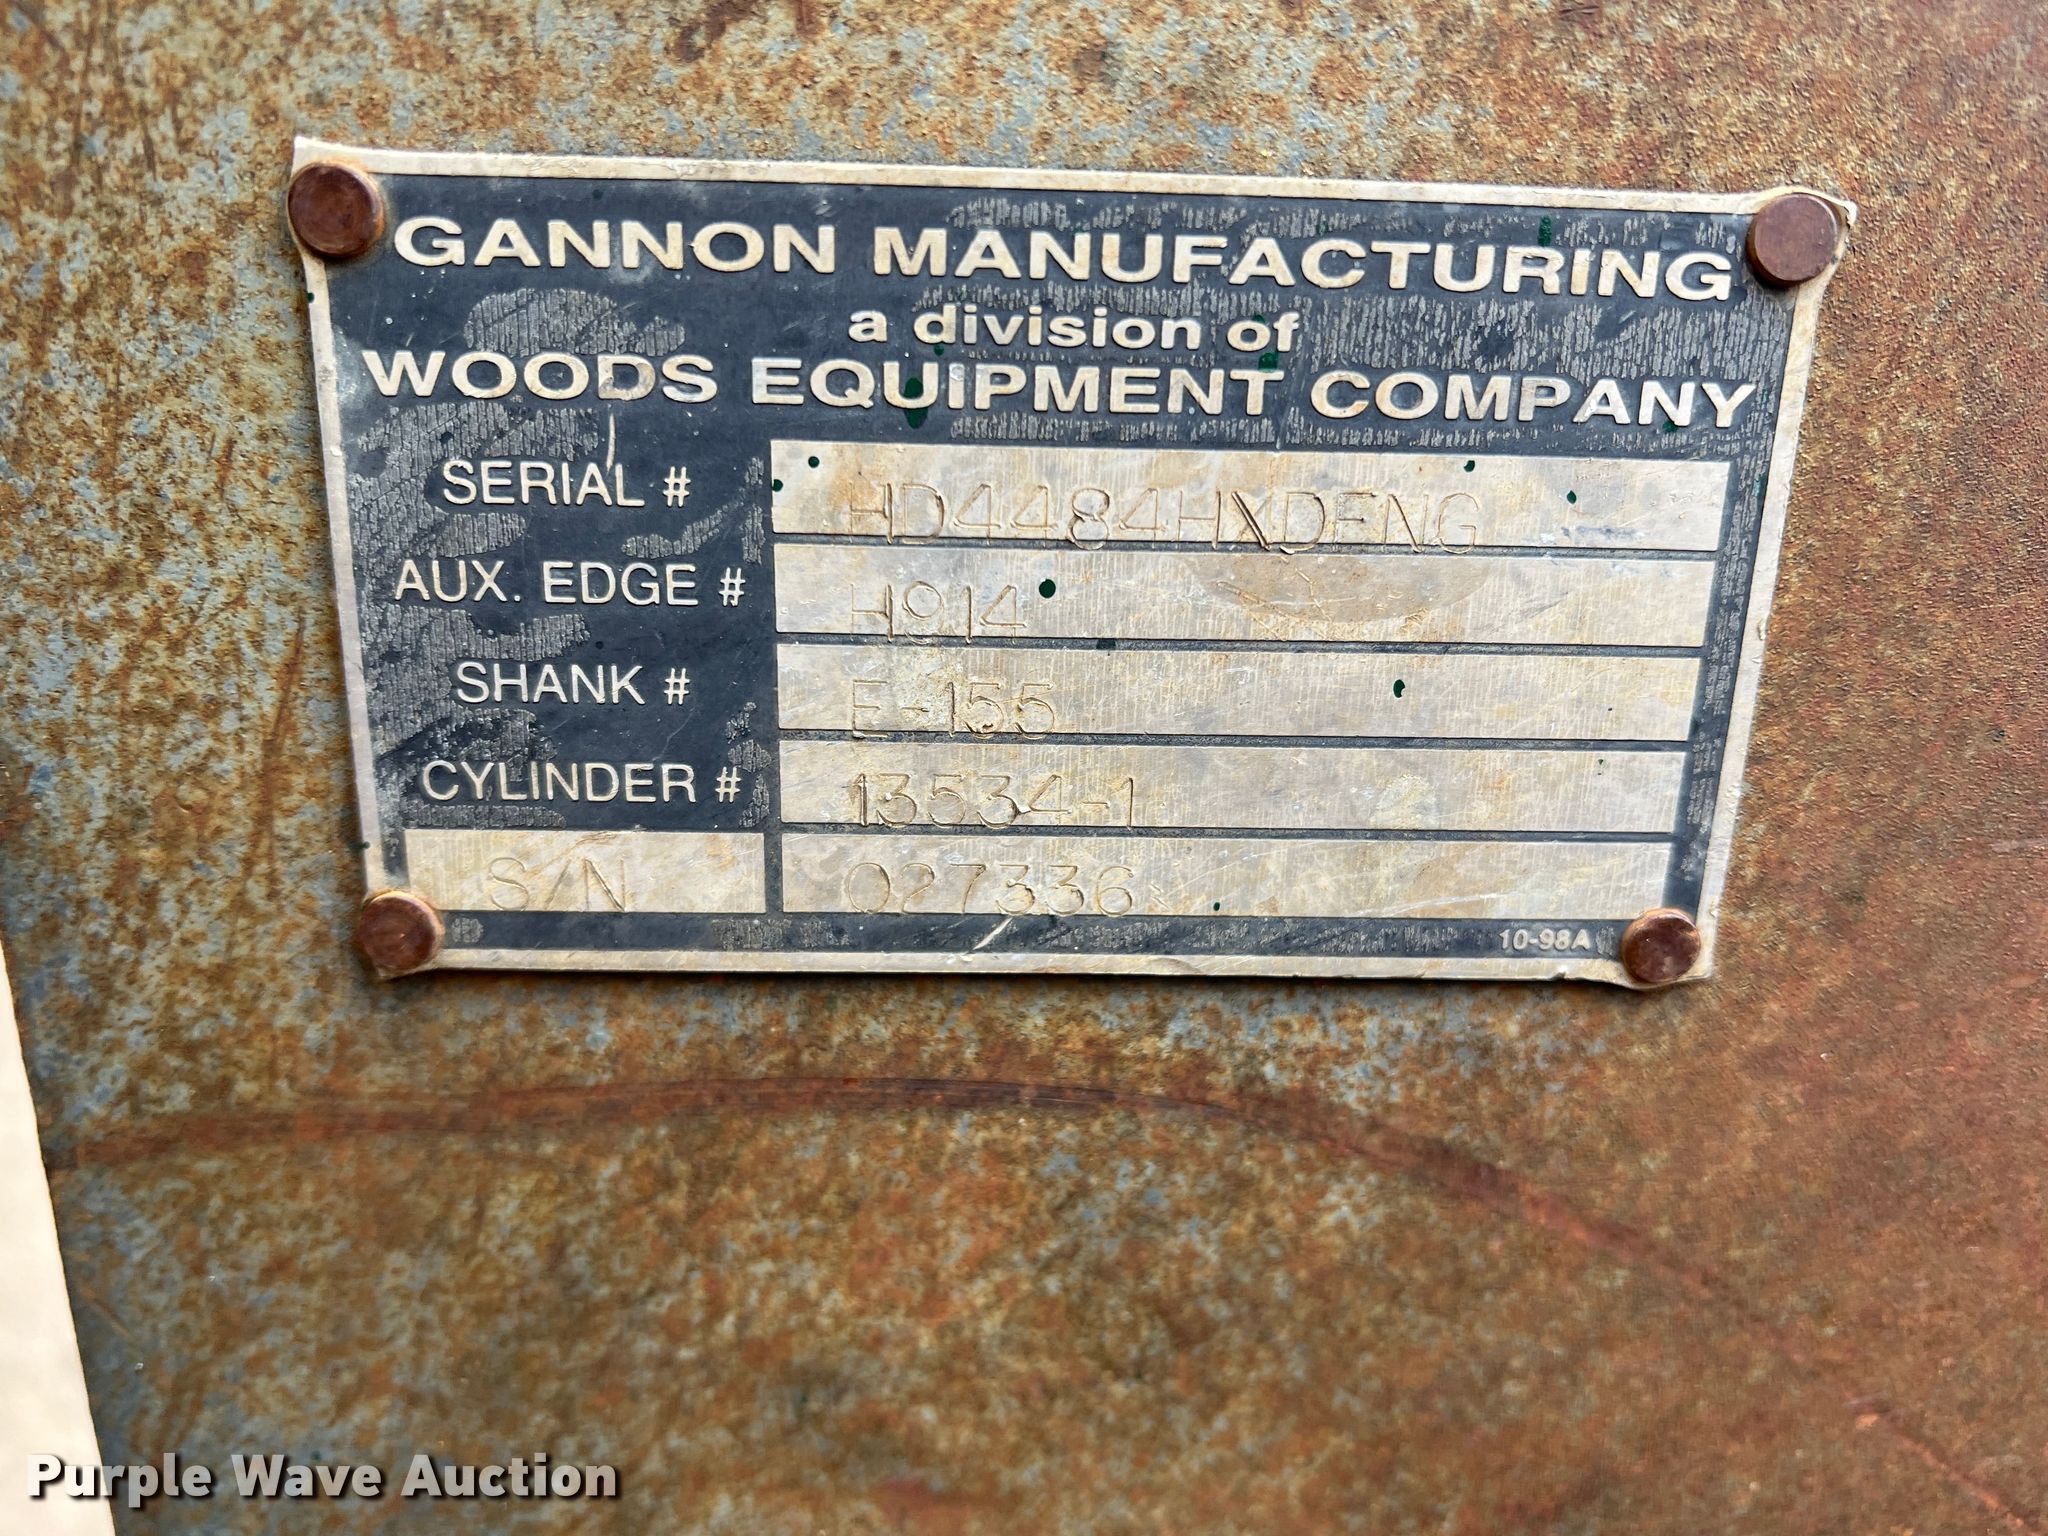 GANNON MANUFACTURING
a division of
WOODS EQUIPMENT COMPANY
SERIAL # HD4484HXDFNG
AUX. EDGE # H914
SHANK # E-155
CYLINDER # 13534-1
S/N 027336
10-98A
Purple Wave Auction